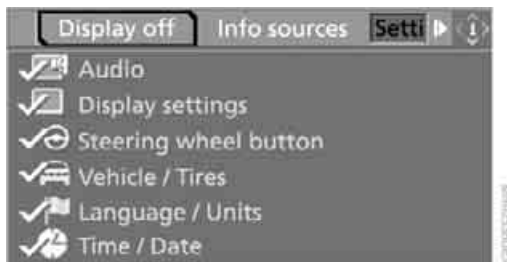 Display off Info sources Setti
Audio
Display settings
Steering wheel button
Vehicle / Tires
Language / Units
Time / Date